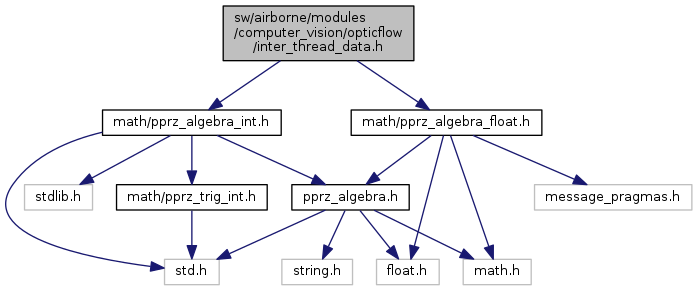 sw/airborne/modules
/computer_vision/opticflow
/inter_thread_data.h
math/pprz_algebra_int.h
math/pprz_algebra_float.h
stdlib.h
math/pprz_trig_int.h
pprz_algebra.h
message_pragmas.h
std.h
string.h
float.h
math.h